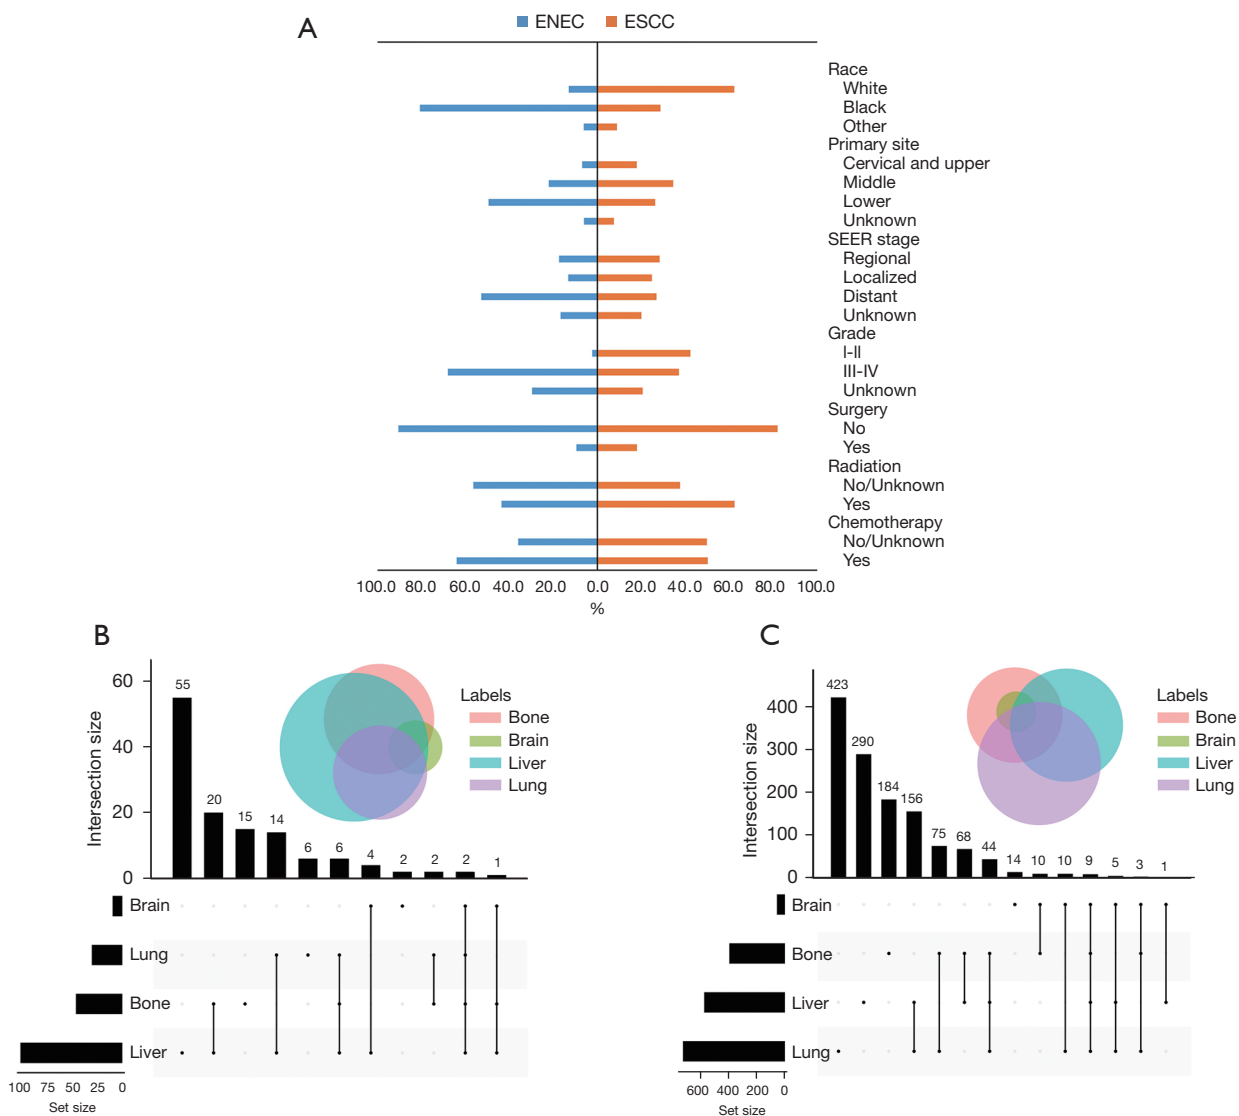 A
ENEC ESCC
Race
White
Black
Other
Primary site
Cervical and upper
Middle
Lower
Unknown
SEER stage
Regional
Localized
Distant
Unknown
Grade
I-II
III-IV
Unknown
Surgery
No
Yes
Radiation
No/Unknown
Yes
Chemotherapy
No/Unknown
Yes
100.0 80.0 60.0 40.0 20.0 0.0 20.0 40.0 60.0 80.0 100.0
%
B
Intersection size
60
40
20
0
55 20 15 14 6 6 4 2 2 2 1
Labels
Bone
Brain
Liver
Lung
Brain
Lung
Bone
Liver
100 75 50 25 0
Set size
C
Intersection size
400
300
200
100
0
423 290 184 156 75 68 44 14 10 10 9 5 3 1
Labels
Bone
Brain
Liver
Lung
Brain
Bone
Liver
Lung
600 400 200 0
Set size